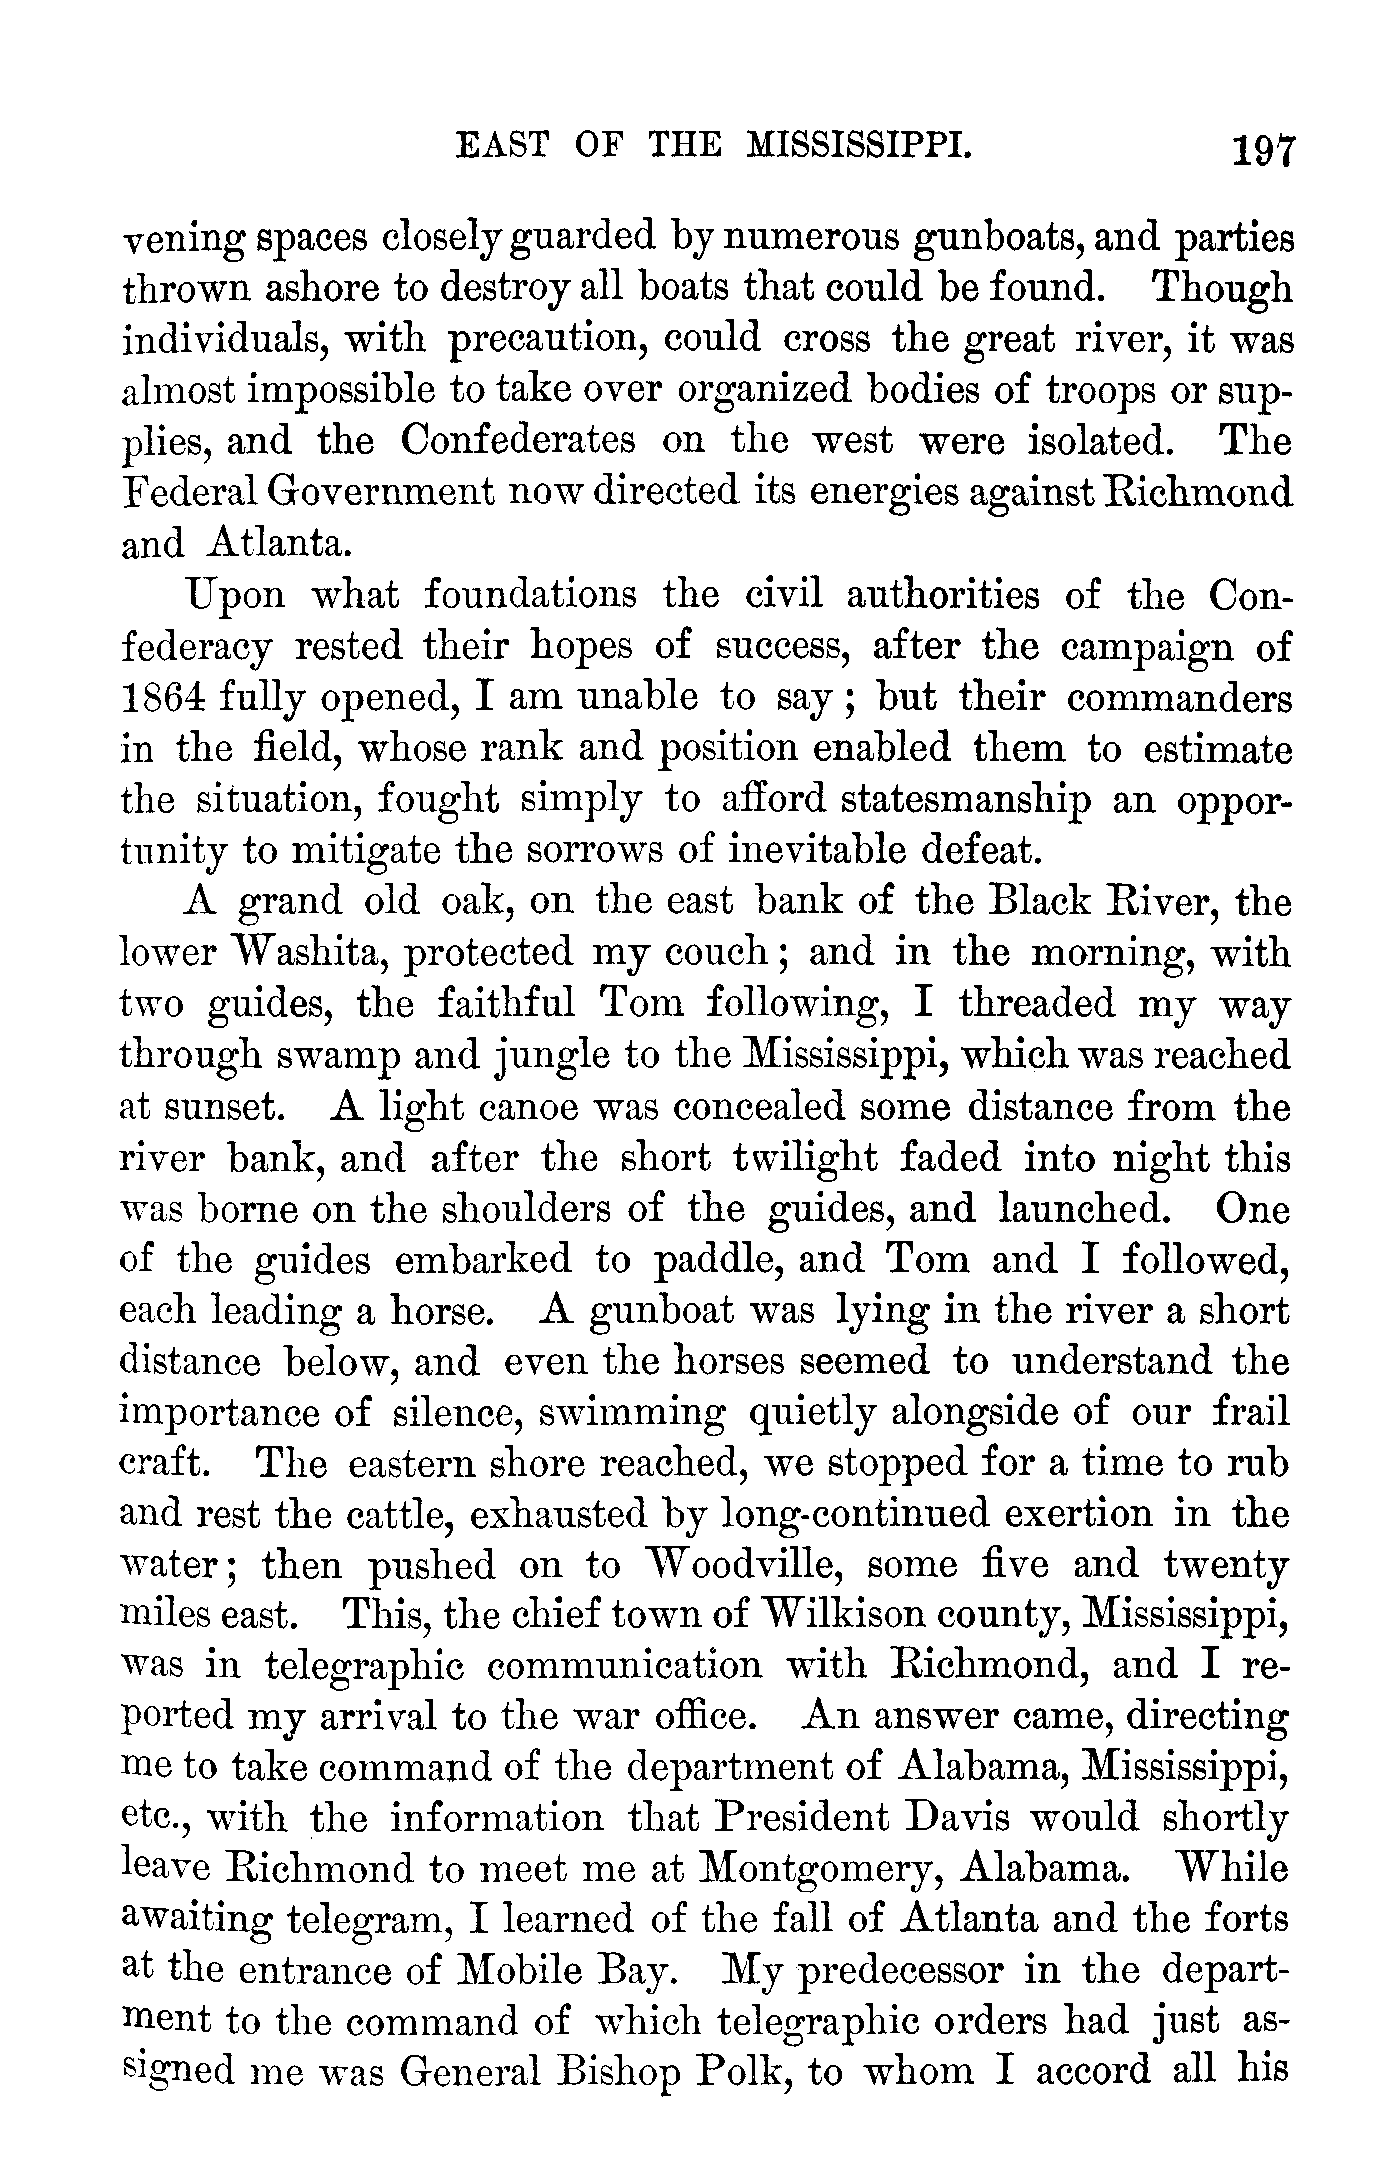 EAST OF THE MISSISSIPPI. 197
vening spaces closely guarded by numerous gunboats, and parties
thrown ashore to destroy all boats that could be found. Though
individuals, with precaution, could cross the great river, it was
almost impossible to take over organized bodies of troops or sup-
plies, and the Confederates on the west were isolated. The
Federal Government now directed its energies against Richmond
and Atlanta.
Upon what foundations the civil authorities of the Con-
federacy rested their hopes of success, after the campaign of
1864 fully opened, I am unable to say; but their commanders
in the field, whose rank and position enabled them to estimate
the situation, fought simply to afford statesmanship an oppor-
tunity to mitigate the sorrows of inevitable defeat.
A grand old oak, on the east bank of the Black River, the
lower Washita, protected my couch; and in the morning, with
two guides, the faithful Tom following, I threaded my way
through swamp and jungle to the Mississippi, which was reached
at sunset. A light canoe was concealed some distance from the
river bank, and after the short twilight faded into night this
was borne on the shoulders of the guides, and launched. One
of the guides embarked to paddle, and Tom and I followed,
each leading a horse. A gunboat was lying in the river a short
distance below, and even the horses seemed to understand the
importance of silence, swimming quietly alongside of our frail
craft. The eastern shore reached, we stopped for a time to rub
and rest the cattle, exhausted by long-continued exertion in the
water; then pushed on to Woodville, some five and twenty
miles east. This, the chief town of Wilkison county, Mississippi,
was in telegraphic communication with Richmond, and I re-
ported my arrival to the war office. An answer came, directing
me to take command of the department of Alabama, Mississippi,
etc., with the information that President Davis would shortly
leave Richmond to meet me at Montgomery, Alabama. While
awaiting telegram, I learned of the fall of Atlanta and the forts
at the entrance of Mobile Bay. My predecessor in the depart-
ment to the command of which telegraphic orders had just as-
signed me was General Bishop Polk, to whom I accord all his